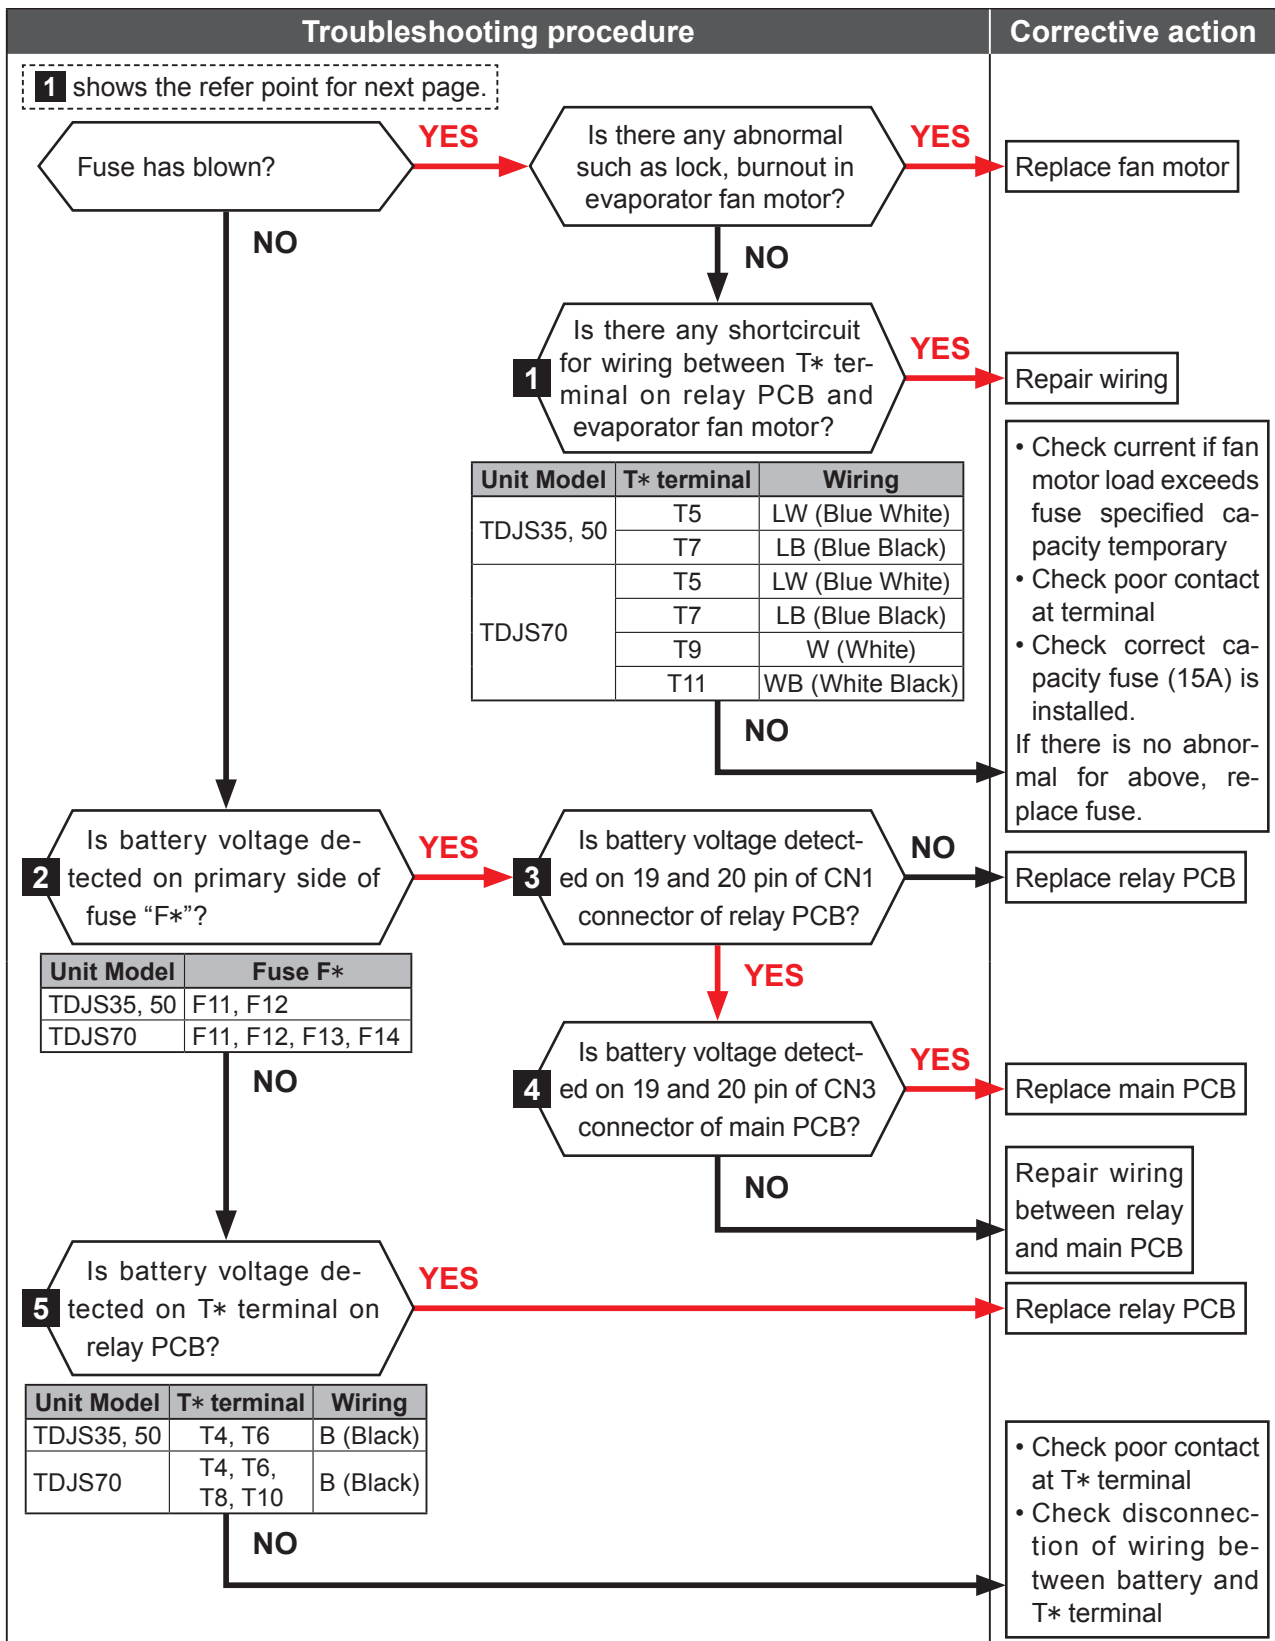 Troubleshooting procedure
Corrective action
1 shows the refer point for next page.
Fuse has blown?
YES
Is there any abnormal
such as lock, burnout in
evaporator fan motor?
YES
Replace fan motor
NO
NO
1
Is there any shortcircuit
for wiring between T* ter-
minal on relay PCB and
evaporator fan motor?
YES
Repair wiring
Unit Model T* terminal Wiring
TDJS35, 50 T5 LW (Blue White)
T7 LB (Blue Black)
TDJS70 T5 LW (Blue White)
T7 LB (Blue Black)
T9 W (White)
T11 WB (White Black)
NO
• Check current if fan
motor load exceeds
fuse specified ca-
pacity temporary
• Check poor contact
at terminal
• Check correct ca-
pacity fuse (15A) is
installed.
If there is no abnor-
mal for above, re-
place fuse.
2
Is battery voltage de-
tected on primary side of
fuse “F*”?
YES
3
Is battery voltage detect-
ed on 19 and 20 pin of CN1
connector of relay PCB?
NO
Replace relay PCB
Unit Model Fuse F*
TDJS35, 50 F11, F12
TDJS70 F11, F12, F13, F14
YES
NO
4
Is battery voltage detect-
ed on 19 and 20 pin of CN3
connector of main PCB?
YES
Replace main PCB
NO
Repair wiring
between relay
and main PCB
5
Is battery voltage de-
tected on T* terminal on
relay PCB?
YES
Replace relay PCB
Unit Model T* terminal Wiring
TDJS35, 50 T4, T6 B (Black)
TDJS70 T4, T6,
T8, T10 B (Black)
NO
• Check poor contact
at T* terminal
• Check disconnec-
tion of wiring be-
tween battery and
T* terminal